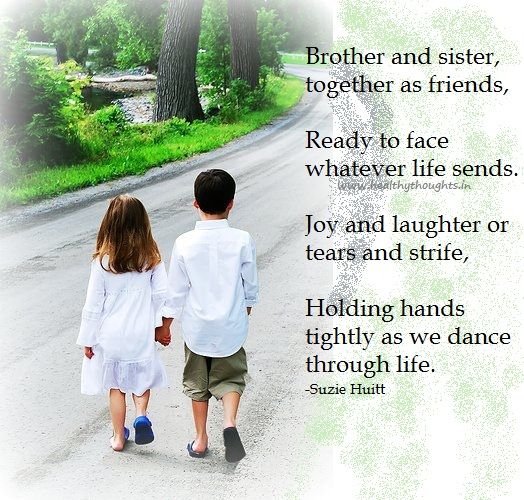 Brother and sister,
together as friends,
Ready to face
whatever life sends.
www.healthythoughts.in
Joy and laughter or
tears and strife,
Holding hands
tightly as we dance
through life.
-Suzie Huitt